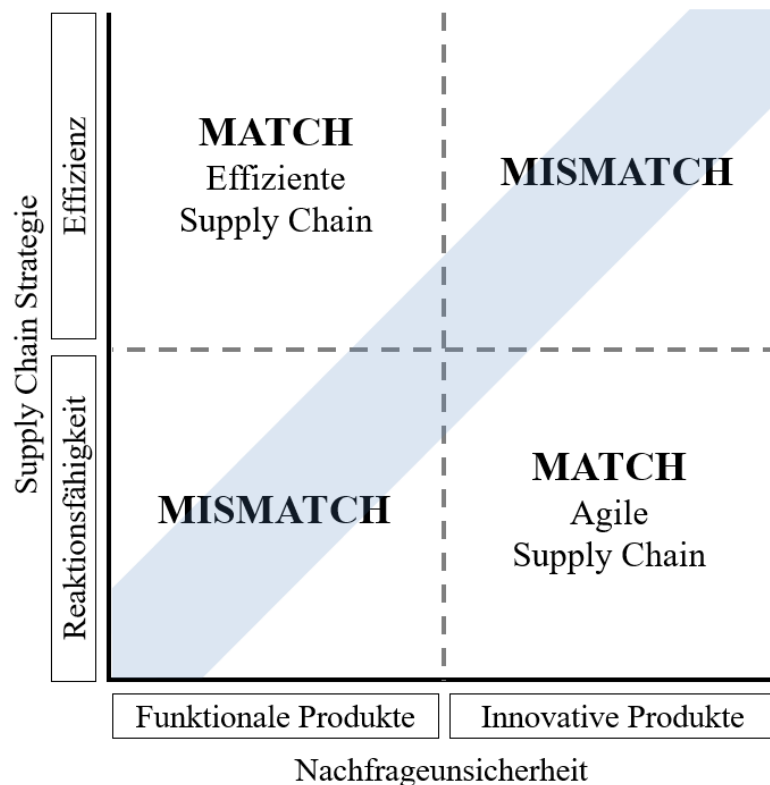 Supply Chain Strategie
Effizienz
Reaktionsfähigkeit
MATCH
Effiziente
Supply Chain
MISMATCH
MISMATCH
MATCH
Agile
Supply Chain
Funktionale Produkte
Innovative Produkte
Nachfrageunsicherheit